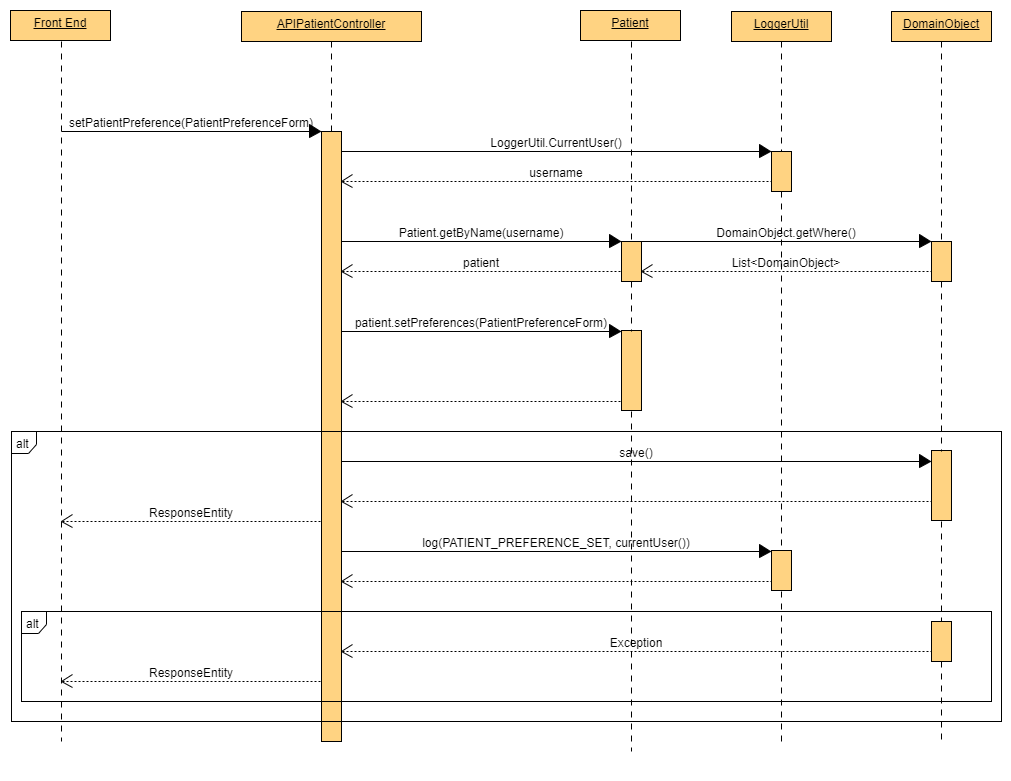 Front End
APIPatientController
Patient
LoggerUtil
DomainObject
setPatientPreference(PatientPreferenceForm)
LoggerUtil.CurrentUser()
username
Patient.getByName(username)
DomainObject.getWhere()
patient
List<DomainObject>
patient.setPreferences(PatientPreferenceForm)
alt
save()
ResponseEntity
log(PATIENT_PREFERENCE_SET, currentUser())
alt
Exception
ResponseEntity